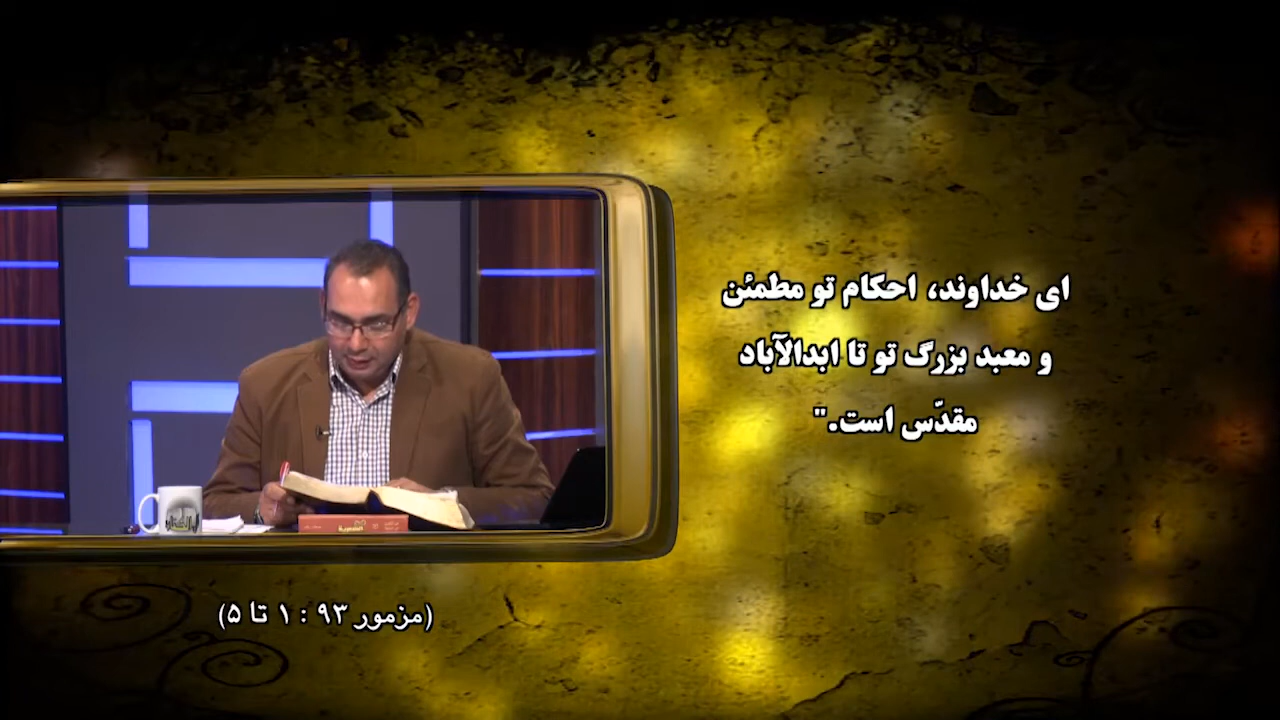 ای خداوند، احکام تو مطمئن
و معبد بزرگ تو تا ابدالآباد
مقدّس است."
(مزمور ۹۳ : ۱ تا ۵)